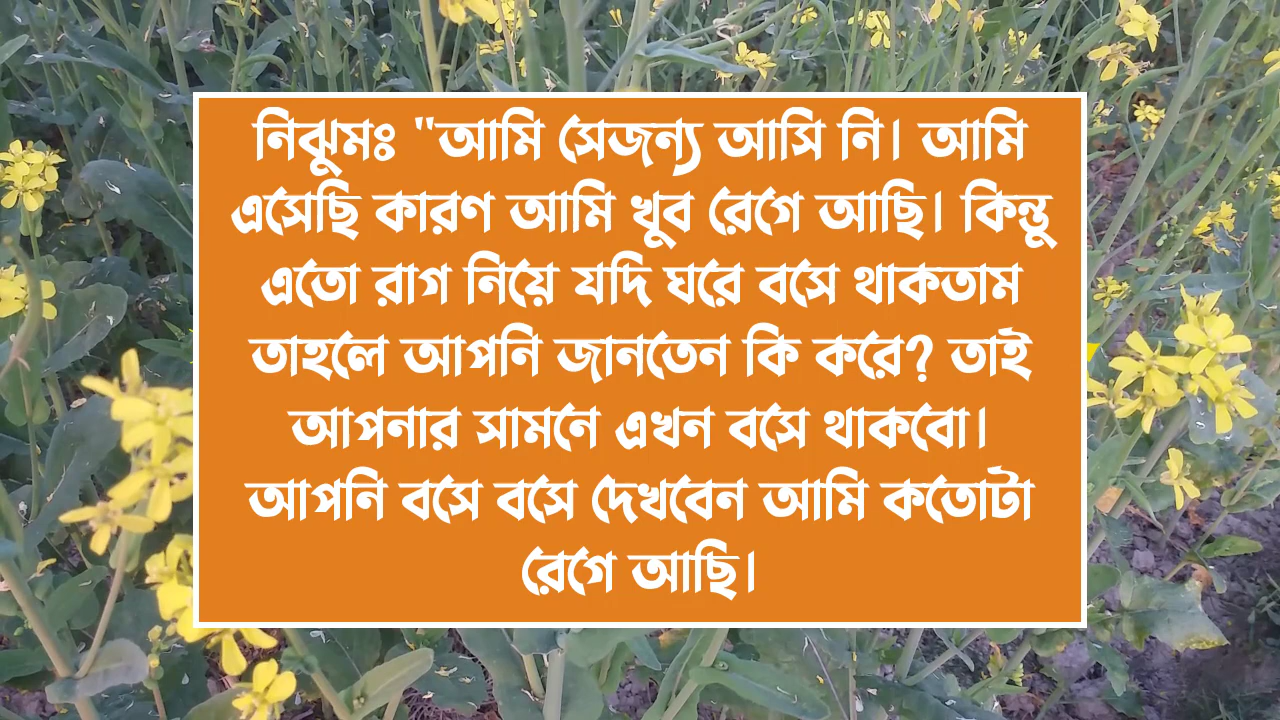 নিঝুমঃ "আমি সেজন্য আসি নি। আমি
এসেছি কারণ আমি খুব রেগে আছি। কিন্তু
এতো রাগ নিয়ে যদি ঘরে বসে থাকতাম
তাহলে আপনি জানতেন কি করে? তাই
আপনার সামনে এখন বসে থাকবো।
আপনি বসে বসে দেখবেন আমি কতোটা
রেগে আছি।